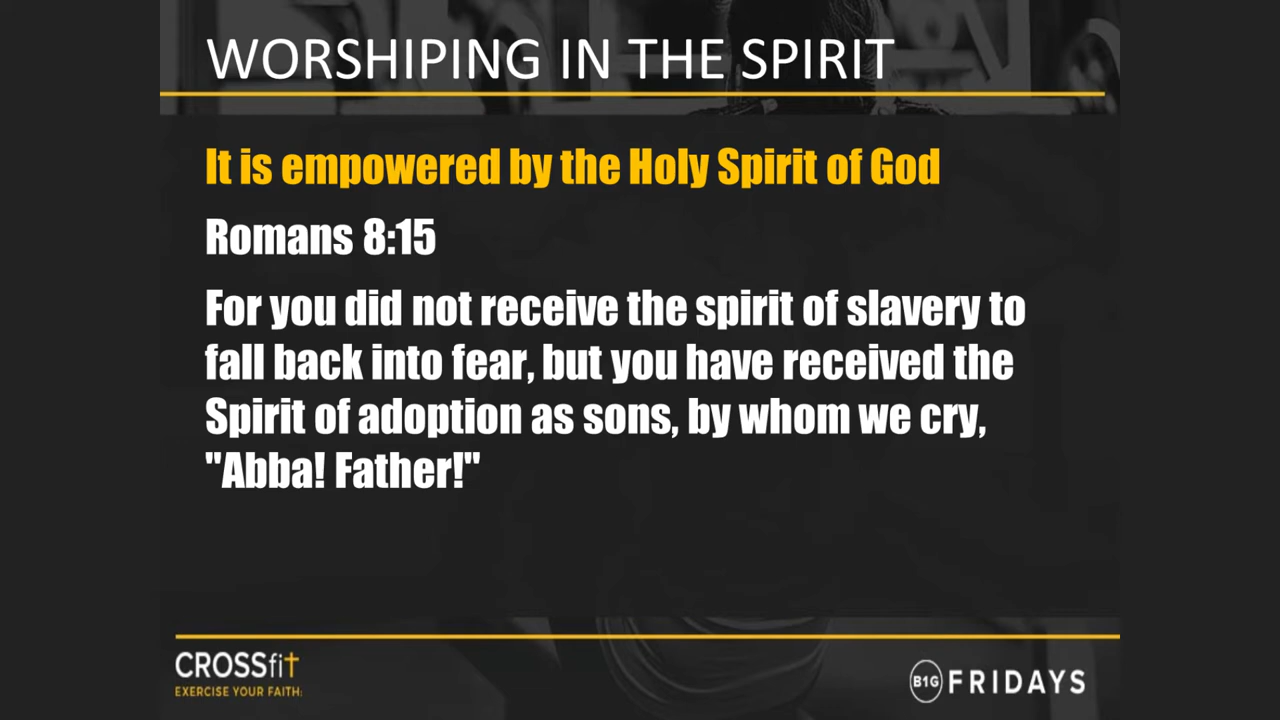 WORSHIPING IN THE SPIRIT
It is empowered by the Holy Spirit of God
Romans 8:15
For you did not receive the spirit of slavery to
fall back into fear, but you have received the
Spirit of adoption as sons, by whom we cry,
"Abba! Father!"
CROSSfit
EXERCISE YOUR FAITH:
B1G FRIDAYS